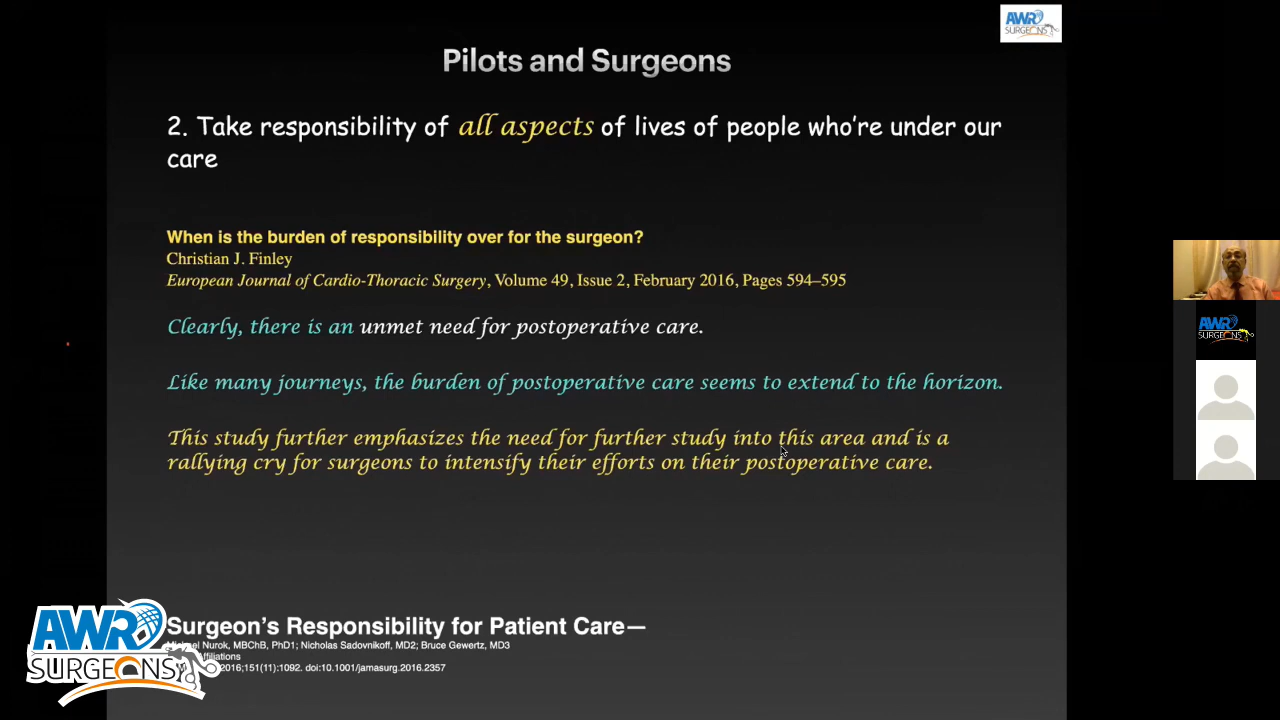 AWR
SURGEONS
Pilots and Surgeons
2. Take responsibility of all aspects of lives of people who're under our
care
When is the burden of responsibility over for the surgeon?
Christian J. Finley
European Journal of Cardio-Thoracic Surgery, Volume 49, Issue 2, February 2016, Pages 594–595
Clearly, there is an unmet need for postoperative care.
AWR
SURGEONS
Like many journeys, the burden of postoperative care seems to extend to the horizon.
This study further emphasizes the need for further study into this area and is a
rallying cry for surgeons to intensify their efforts on their postoperative care.
Surgeon's Responsibility for Patient Care—
Nurok, MBChB, PhD1; Nicholas Sadovnikoff, MD2; Bruce Gewertz, MD3
2016;151(11):1092. doi:10.1001/jamasurg.2016.2357
AWR
SURGEONS